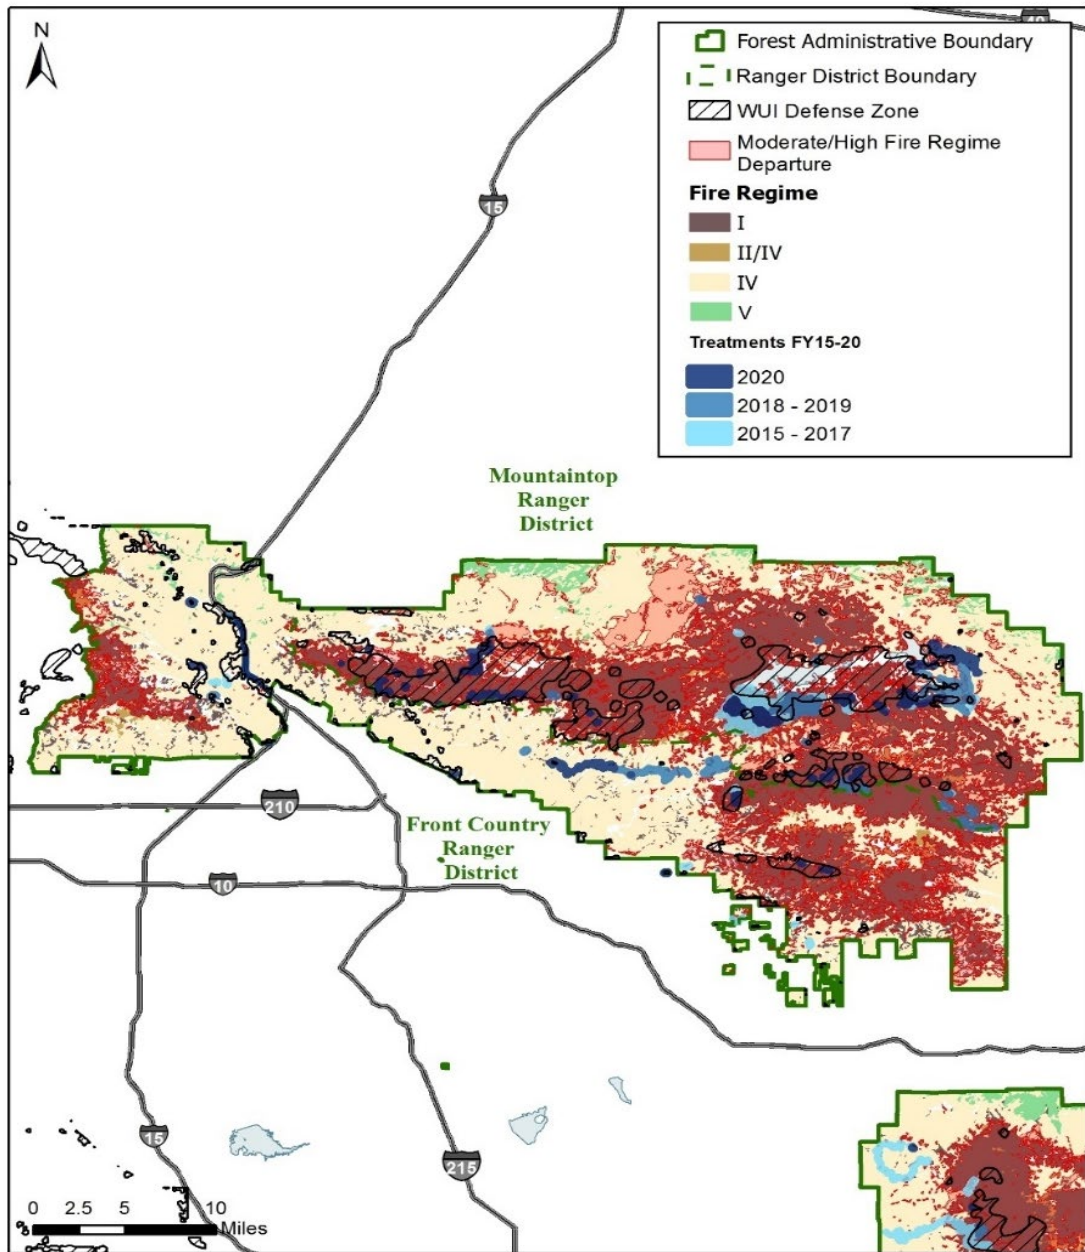 N
40
Forest Administrative Boundary
Ranger District Boundary
WUI Defense Zone
Moderate/High Fire Regime
Departure
Fire Regime
I
II/IV
IV
V
Treatments FY15-20
2020
2018 - 2019
2015 - 2017
15
Mountaintop
Ranger
District
210
Front Country
Ranger
District
10
15
215
0 2.5 5 10
Miles